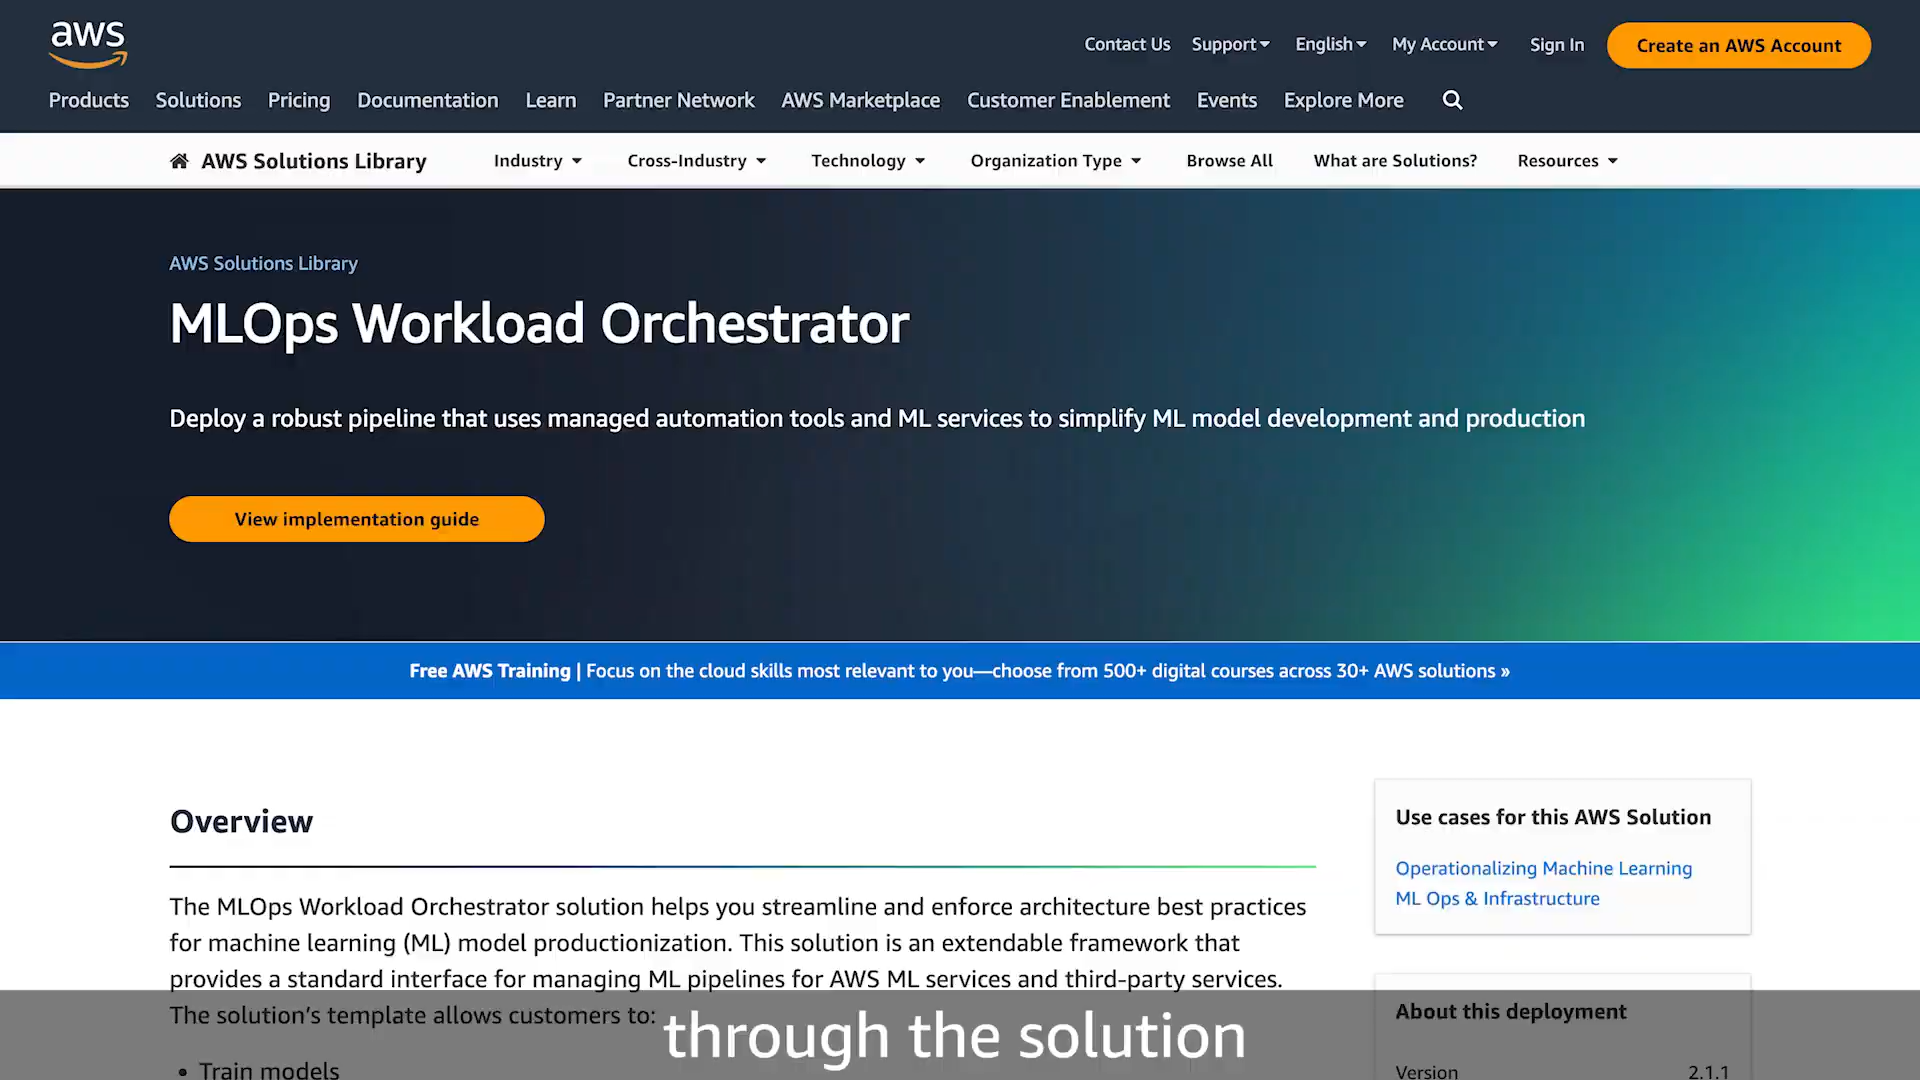 aws
Contact Us Support English My Account Sign In Create an AWS Account
Products Solutions Pricing Documentation Learn Partner Network AWS Marketplace Customer Enablement Events Explore More
AWS Solutions Library Industry Cross-Industry Technology Organization Type Browse All What are Solutions? Resources
AWS Solutions Library
MLOps Workload Orchestrator
Deploy a robust pipeline that uses managed automation tools and ML services to simplify ML model development and production
View implementation guide
Free AWS Training | Focus on the cloud skills most relevant to you—choose from 500+ digital courses across 30+ AWS solutions »
Overview
The MLOps Workload Orchestrator solution helps you streamline and enforce architecture best practices
for machine learning (ML) model productionization. This solution is an extendable framework that
provides a standard interface for managing ML pipelines for AWS ML services and third-party services.
The solution’s template allows customers to:
• Train models
Use cases for this AWS Solution
Operationalizing Machine Learning
ML Ops & Infrastructure
About this deployment
Version 2.1.1
through the solution